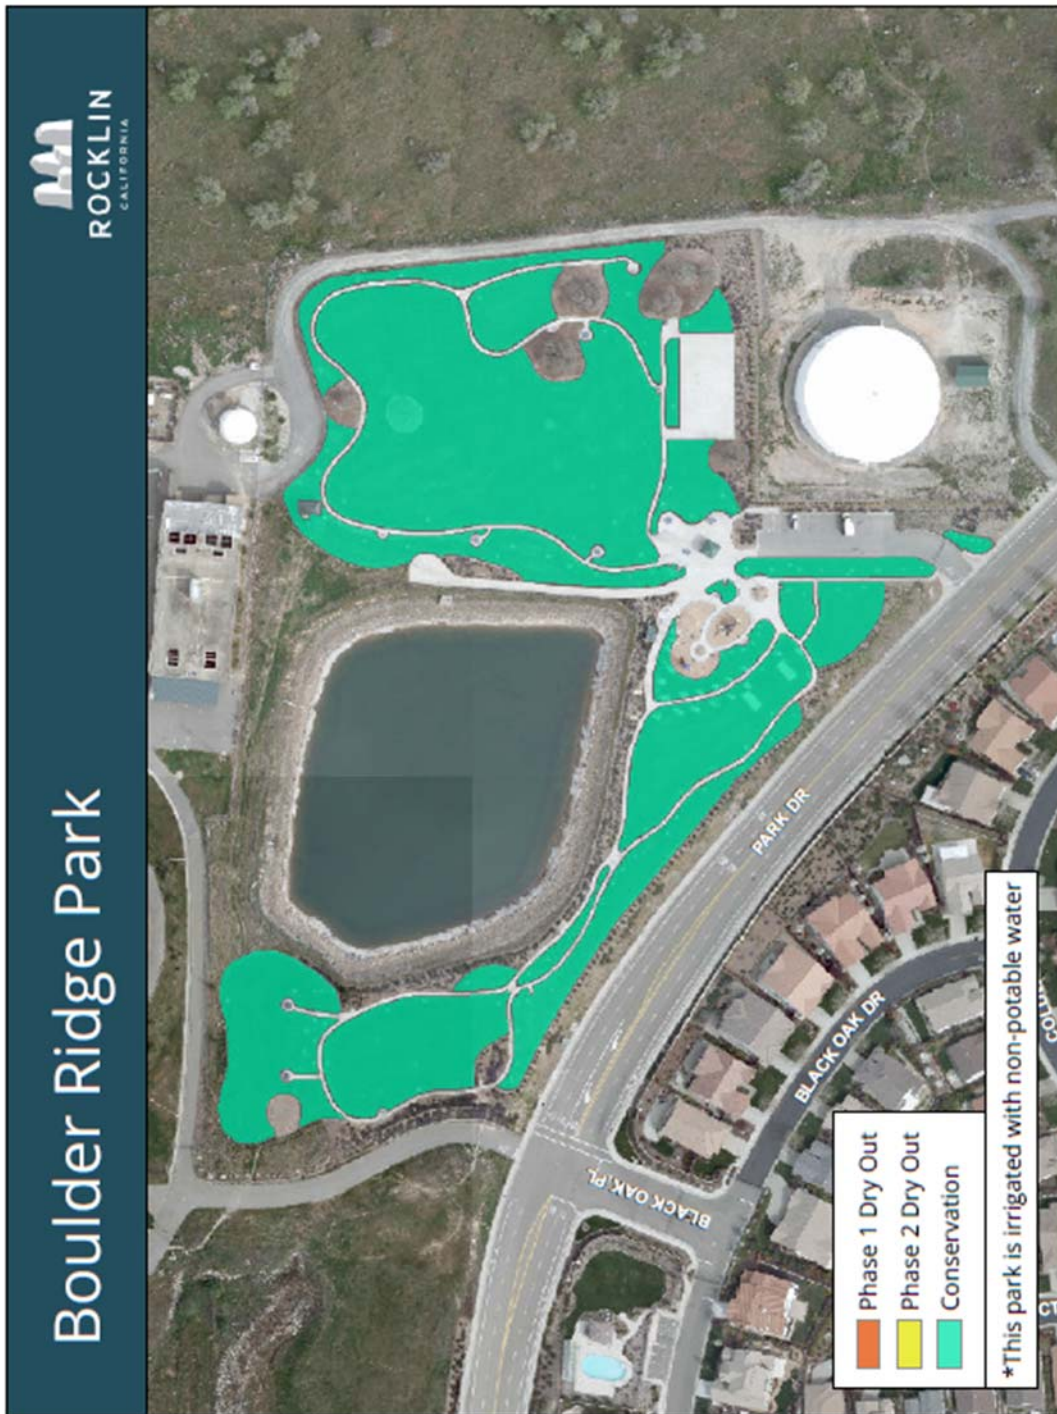 Boulder Ridge Park
ROCKLIN
CALIFORNIA
PARK DR
BLACK OAK DR
BLACK OAK PL
Phase 1 Dry Out
Phase 2 Dry Out
Conservation
*This park is irrigated with non-potable water